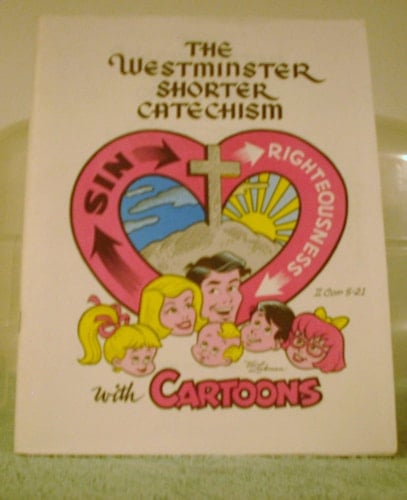 THE
WESTMINSTER
SHORTER
CATECHISM
SIN
RIGHTEOUSNESS
II Cor 5-21
with CARTOONS